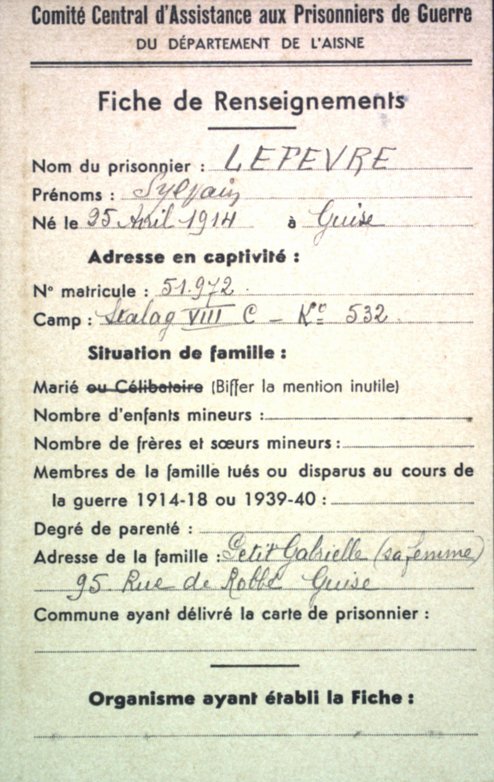 Comité Central d'Assistance aux Prisonniers de Guerre
DU DÉPARTEMENT DE L'AISNE
Fiche de Renseignements
Nom du prisonnier : LEFEVRE
Prénoms : Sylvain
Né le 25 Avril 1914 à Guise
Adresse en captivité :
N° matricule : 51.972.
Camp : Stalag VIII C – Ko 532.
Situation de famille :
Marié ou Célibataire (Biffer la mention inutile)
Nombre d'enfants mineurs :
Nombre de frères et sœurs mineurs :
Membres de la famille tués ou disparus au cours de
la guerre 1914-18 ou 1939-40 :
Degré de parenté :
Adresse de la famille : Petit Gabrielle (sa femme)
95 Rue de Guise
Commune ayant délivré la carte de prisonnier :
Organisme ayant établi la Fiche :